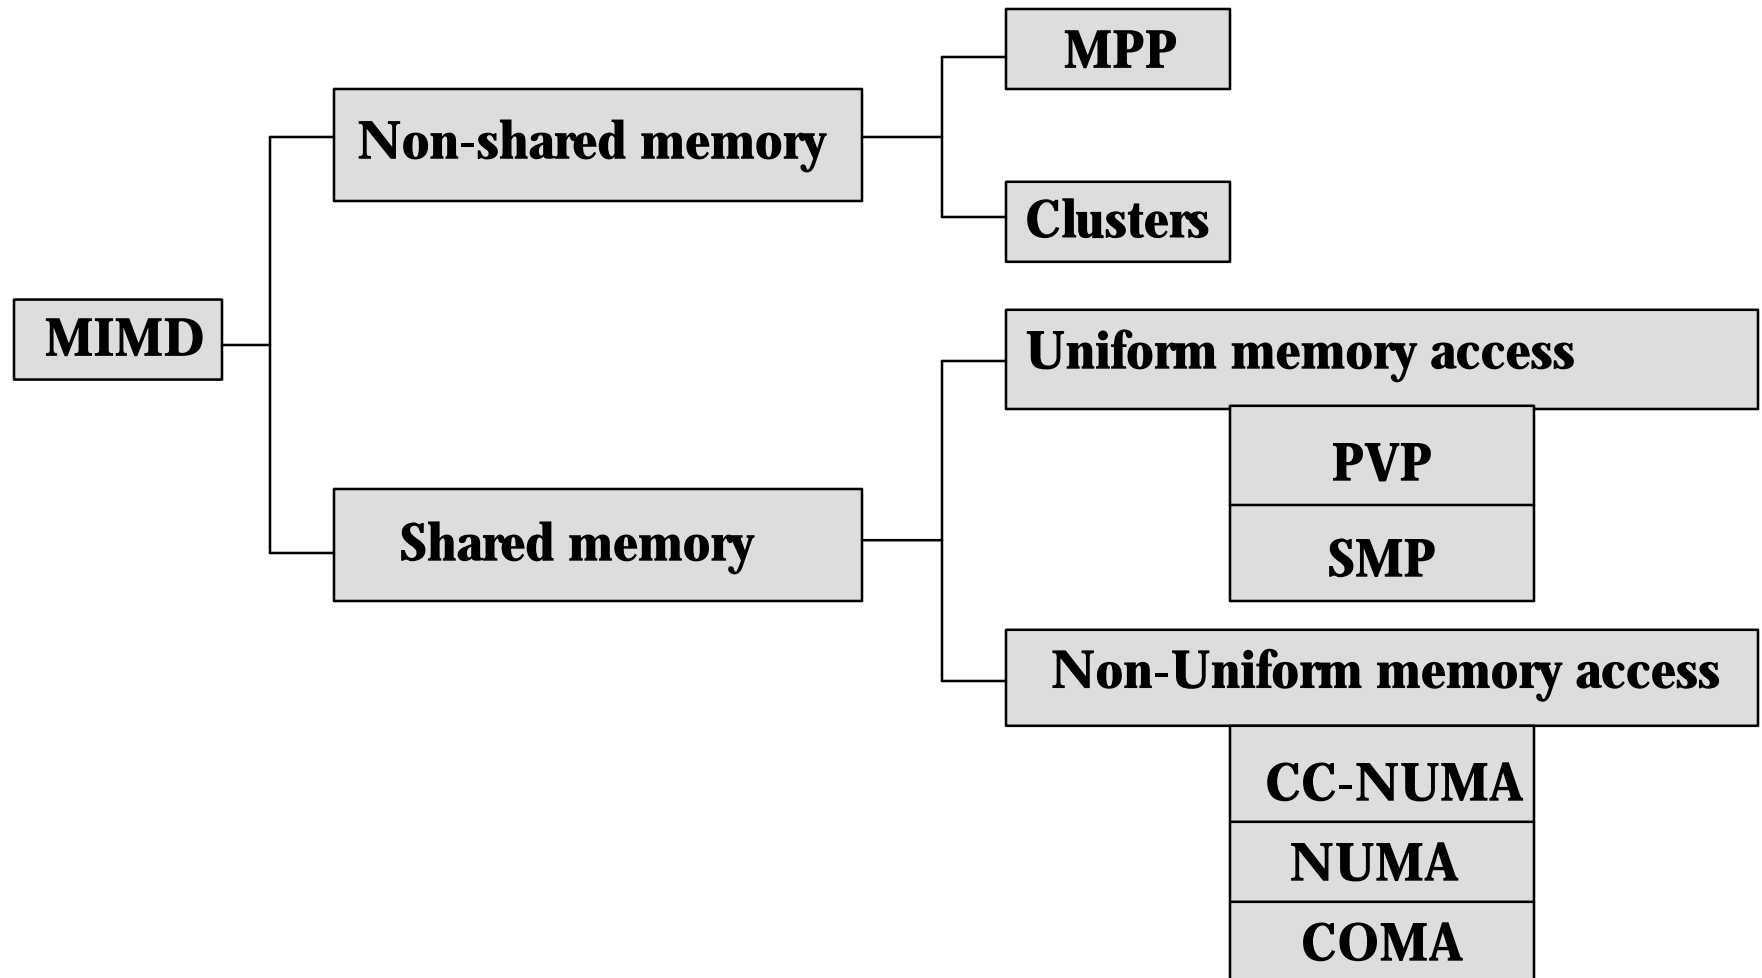 MPP
Non-shared memory
Clusters
MIMD
Uniform memory access
PVP
SMP
Shared memory
Non-Uniform memory access
CC-NUMA
NUMA
COMA